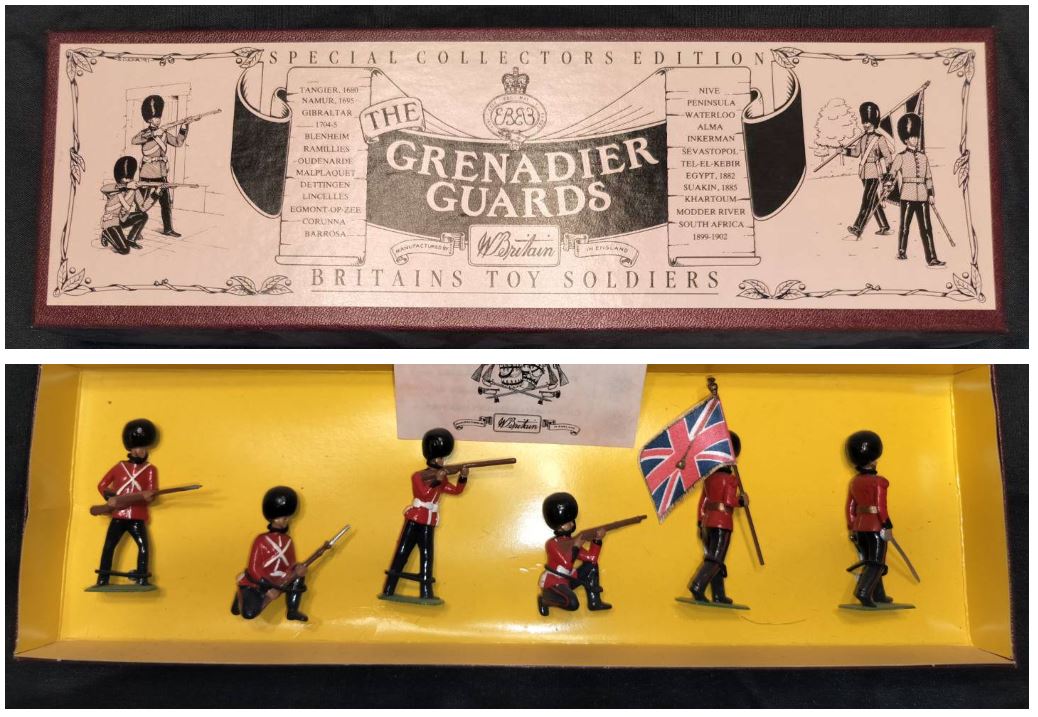 SPECIAL COLLECTORS EDITION
TANGIER, 1680
NAMUR, 1695
GIBRALTAR
1704-5
BLENHEIM
RAMILLIES
OUDENARDE
MALPLAQUET
DETTINGEN
LINCELLES
EGMONT-OP-ZEE
CORUNNA
BARROSA
THE
GRENADIER
GUARDS
MANUFACTURED BY
W. Britain
IN ENGLAND
NIVE
PENINSULA
WATERLOO
ALMA
INKERMAN
SEVASTOPOL
TEL-EL-KEBIR
EGYPT, 1882
SUAKIN, 1885
KHARTOUM
MODDER RIVER
SOUTH AFRICA
1899-1902
BRITAINS TOY SOLDIERS
W. Britain